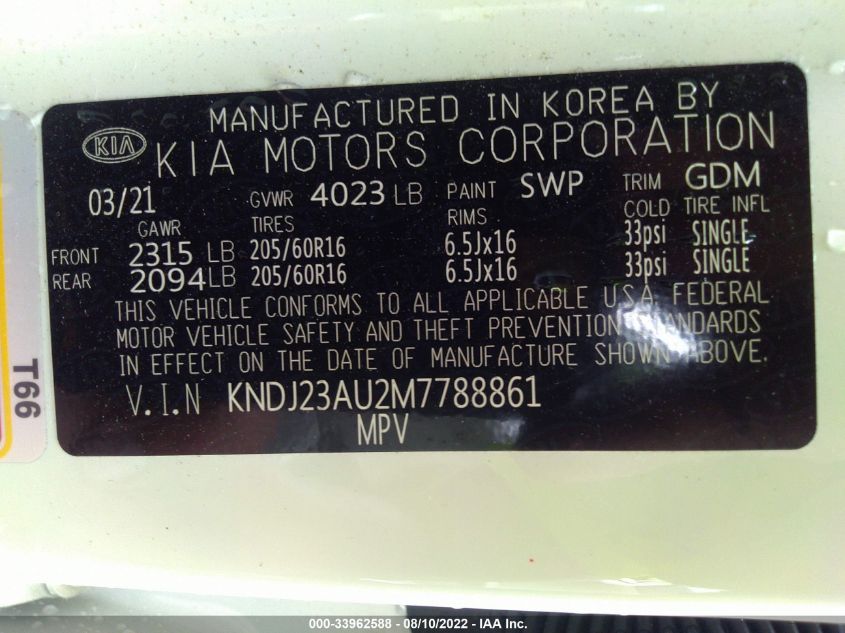 MANUFACTURED IN KOREA BY
KIA KIA MOTORS CORPORATION
03/21 GVWR 4023 LB PAINT SWP TRIM GDM
GAWR TIRES RIMS COLD TIRE INFL
FRONT 2315 LB 205/60R16 6.5Jx16 33psi SINGLE
REAR 2094 LB 205/60R16 6.5Jx16 33psi SINGLE
THIS VEHICLE CONFORMS TO ALL APPLICABLE U.S.A. FEDERAL
MOTOR VEHICLE SAFETY AND THEFT PREVENTION STANDARDS
IN EFFECT ON THE DATE OF MANUFACTURE SHOWN ABOVE.
V.I.N KNDJ23AU2M7788861
MPV
T66
000-33962588 - 08/10/2022 - IAAI.COM